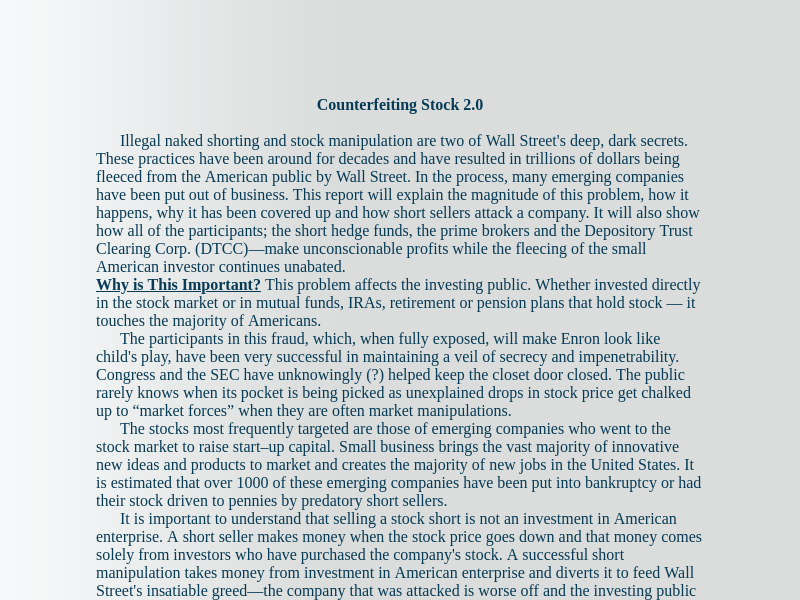 Counterfeiting Stock 2.0
Illegal naked shorting and stock manipulation are two of Wall Street's deep, dark secrets.
These practices have been around for decades and have resulted in trillions of dollars being
fleeced from the American public by Wall Street. In the process, many emerging companies
have been put out of business. This report will explain the magnitude of this problem, how it
happens, why it has been covered up and how short sellers attack a company. It will also show
how all of the participants; the short hedge funds, the prime brokers and the Depository Trust
Clearing Corp. (DTCC)—make unconscionable profits while the fleecing of the small
American investor continues unabated.
Why is This Important? This problem affects the investing public. Whether invested directly
in the stock market or in mutual funds, IRAs, retirement or pension plans that hold stock — it
touches the majority of Americans.
The participants in this fraud, which, when fully exposed, will make Enron look like
child's play, have been very successful in maintaining a veil of secrecy and impenetrability.
Congress and the SEC have unknowingly (?) helped keep the closet door closed. The public
rarely knows when its pocket is being picked as unexplained drops in stock price get chalked
up to “market forces” when they are often market manipulations.
The stocks most frequently targeted are those of emerging companies who went to the
stock market to raise start–up capital. Small business brings the vast majority of innovative
new ideas and products to market and creates the majority of new jobs in the United States. It
is estimated that over 1000 of these emerging companies have been put into bankruptcy or had
their stock driven to pennies by predatory short sellers.
It is important to understand that selling a stock short is not an investment in American
enterprise. A short seller makes money when the stock price goes down and that money comes
solely from investors who have purchased the company's stock. A successful short
manipulation takes money from investment in American enterprise and diverts it to feed Wall
Street's insatiable greed—the company that was attacked is worse off and the investing public